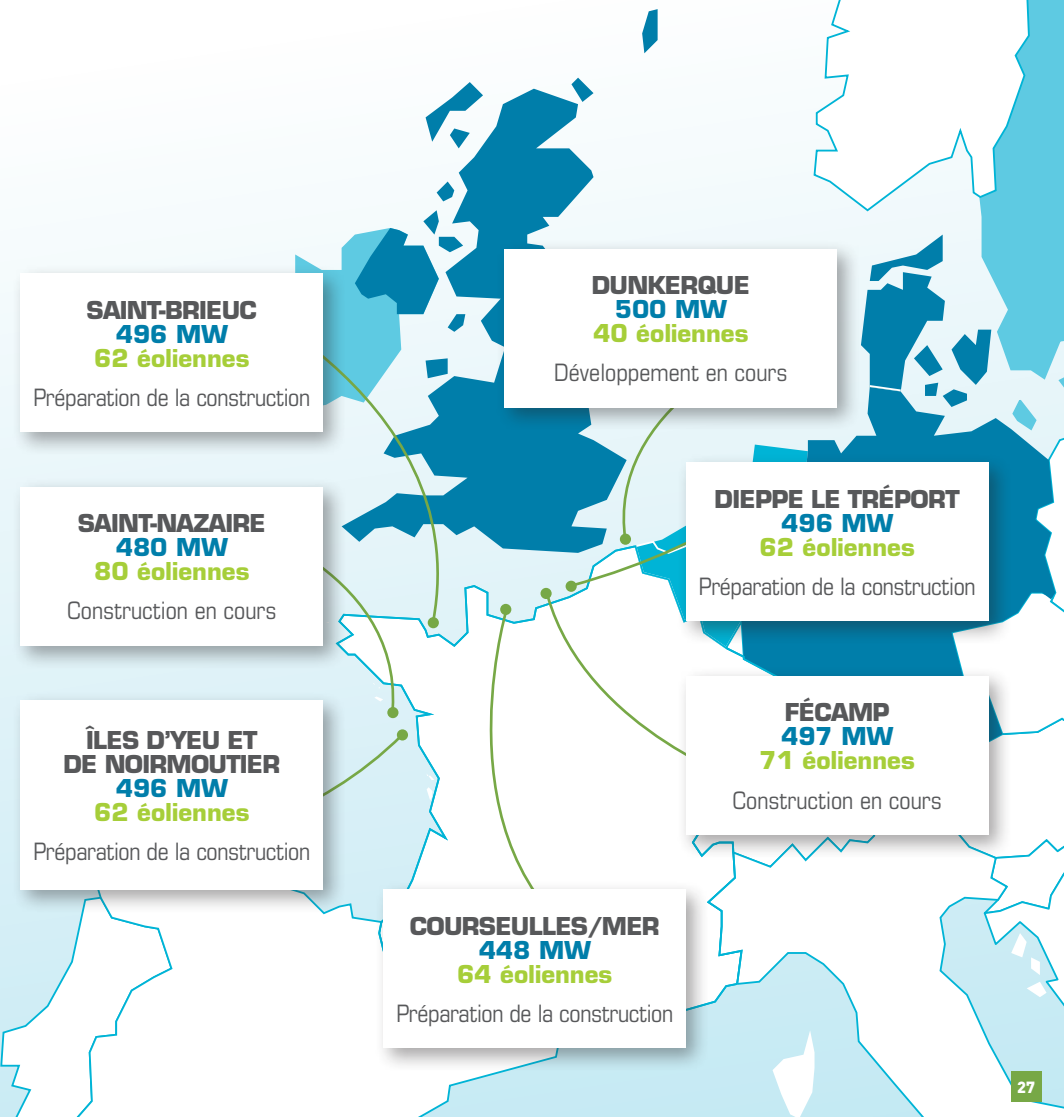 SAINT-BRIEUC
496 MW
62 éoliennes
Préparation de la construction
DUNKERQUE
500 MW
40 éoliennes
Développement en cours
SAINT-NAZAIRE
480 MW
80 éoliennes
Construction en cours
DIEPPE LE TRÉPORT
496 MW
62 éoliennes
Préparation de la construction
ÎLES D'YEU ET
DE NOIRMOUTIER
496 MW
62 éoliennes
Préparation de la construction
FÉCAMP
497 MW
71 éoliennes
Construction en cours
COURSEULLES/MER
448 MW
64 éoliennes
Préparation de la construction
27